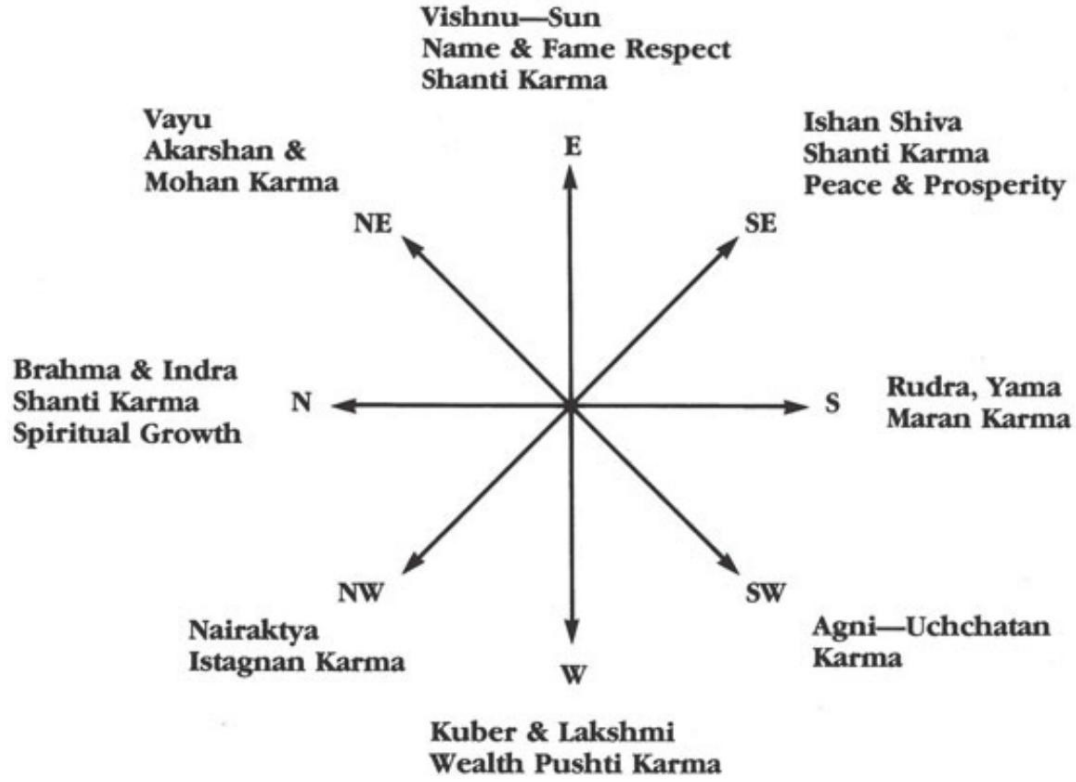 Vishnu—Sun
Name & Fame Respect
Shanti Karma
Vayu
Akarshan &
Mohan Karma
Ishan Shiva
Shanti Karma
Peace & Prosperity
E
NE
SE
Brahma & Indra
Shanti Karma
Spiritual Growth
N
S
Rudra, Yama
Maran Karma
NW
SW
Nairaktya
Istagnan Karma
W
Agni—Uchchatan
Karma
Kuber & Lakshmi
Wealth Pushti Karma